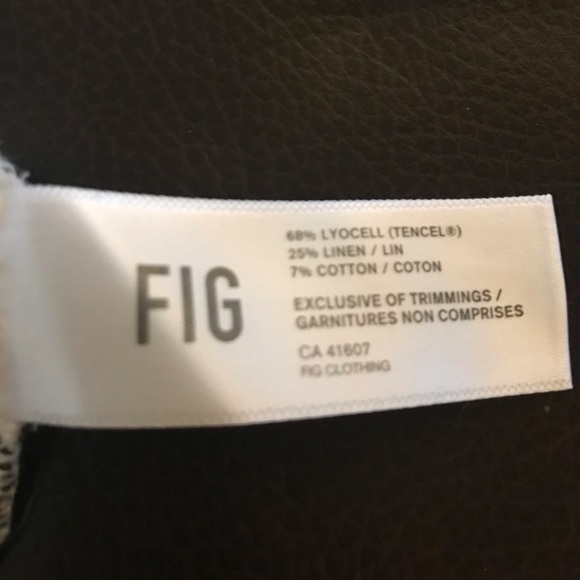 FIG
68% LYOCELL (TENCEL®)
25% LINEN / LIN
7% COTTON / COTON
EXCLUSIVE OF TRIMMINGS /
GARNITURES NON COMPRISES
CA 41607
FIG CLOTHING